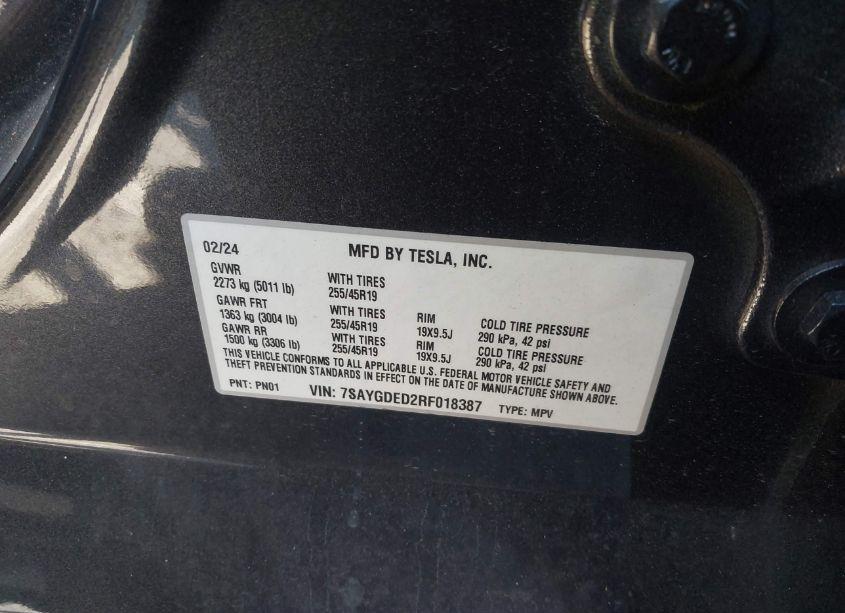 02/24 MFD BY TESLA, INC.
GVWR
2273 kg (5011 lb) WITH TIRES 255/45R19
GAWR FRT
1363 kg (3004 lb) WITH TIRES 255/45R19 RIM 19X9.5J COLD TIRE PRESSURE 290 kPa, 42 psi
GAWR RR
1500 kg (3306 lb) WITH TIRES 255/45R19 RIM 19X9.5J COLD TIRE PRESSURE 290 kPa, 42 psi
THIS VEHICLE CONFORMS TO ALL APPLICABLE U.S. FEDERAL MOTOR VEHICLE SAFETY AND
THEFT PREVENTION STANDARDS IN EFFECT ON THE DATE OF MANUFACTURE SHOWN ABOVE.
PNT: PN01 VIN: 7SAYGDED2RF018387 TYPE: MPV